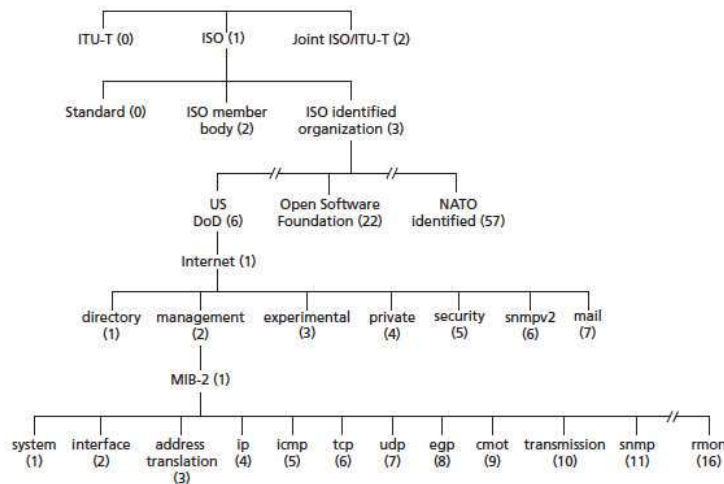 ITU-T (0) ISO (1) Joint ISO/ITU-T (2)
Standard (0) ISO member ISO identified
body (2) organization (3)
US Open Software NATO
DoD (6) Foundation (22) identified (57)
Internet (1)
directory management experimental private security snmpv2 mail
(1) (2) (3) (4) (5) (6) (7)
MIB-2 (1)
system interface address ip icmp tcp udp egp cmot transmission snmp rmon
(1) (2) translation (4) (5) (6) (7) (8) (9) (10) (11) (16)
(3)